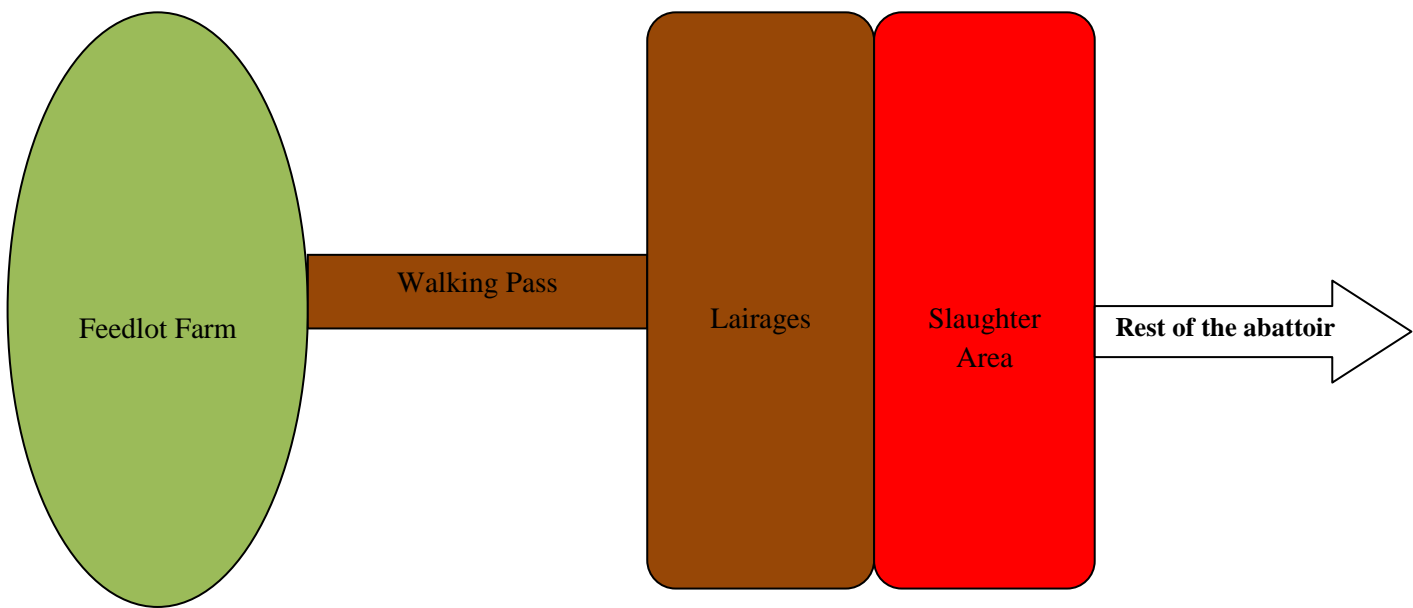 Feedlot Farm
Walking Pass
Lairages
Slaughter
Area
Rest of the abattoir